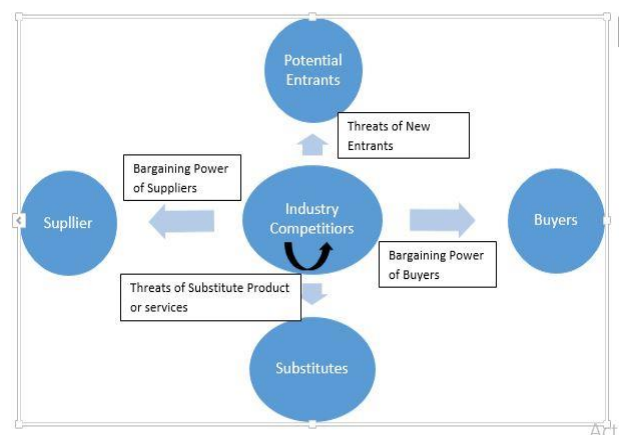 Potential
Entrants
Threats of New
Entrants
Bargaining Power
of Suppliers
Supllier
Industry
Competitiors
Buyers
Bargaining Power
of Buyers
Threats of Substitute Product
or services
Substitutes